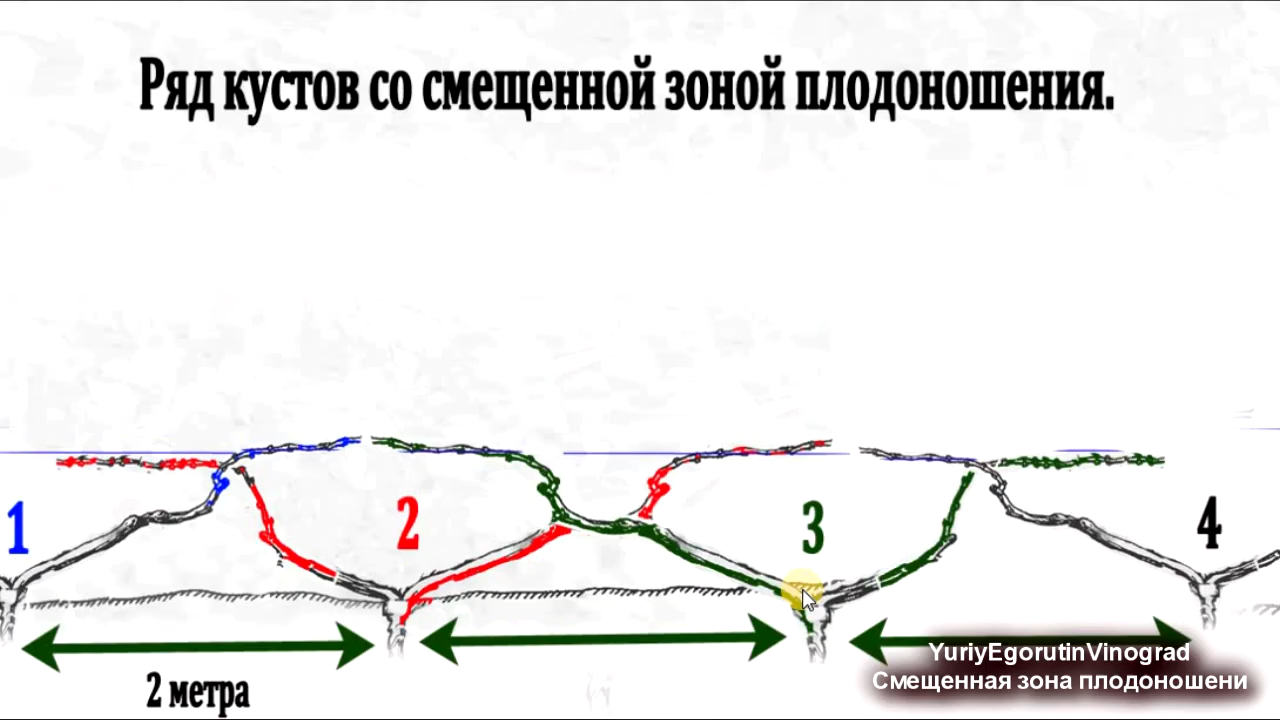 Ряд кустов со смещенной зоной плодоношения.
1
2
3
4
2 метра
YuriyEgorutinVinograd
Смещенная зона плодоношени